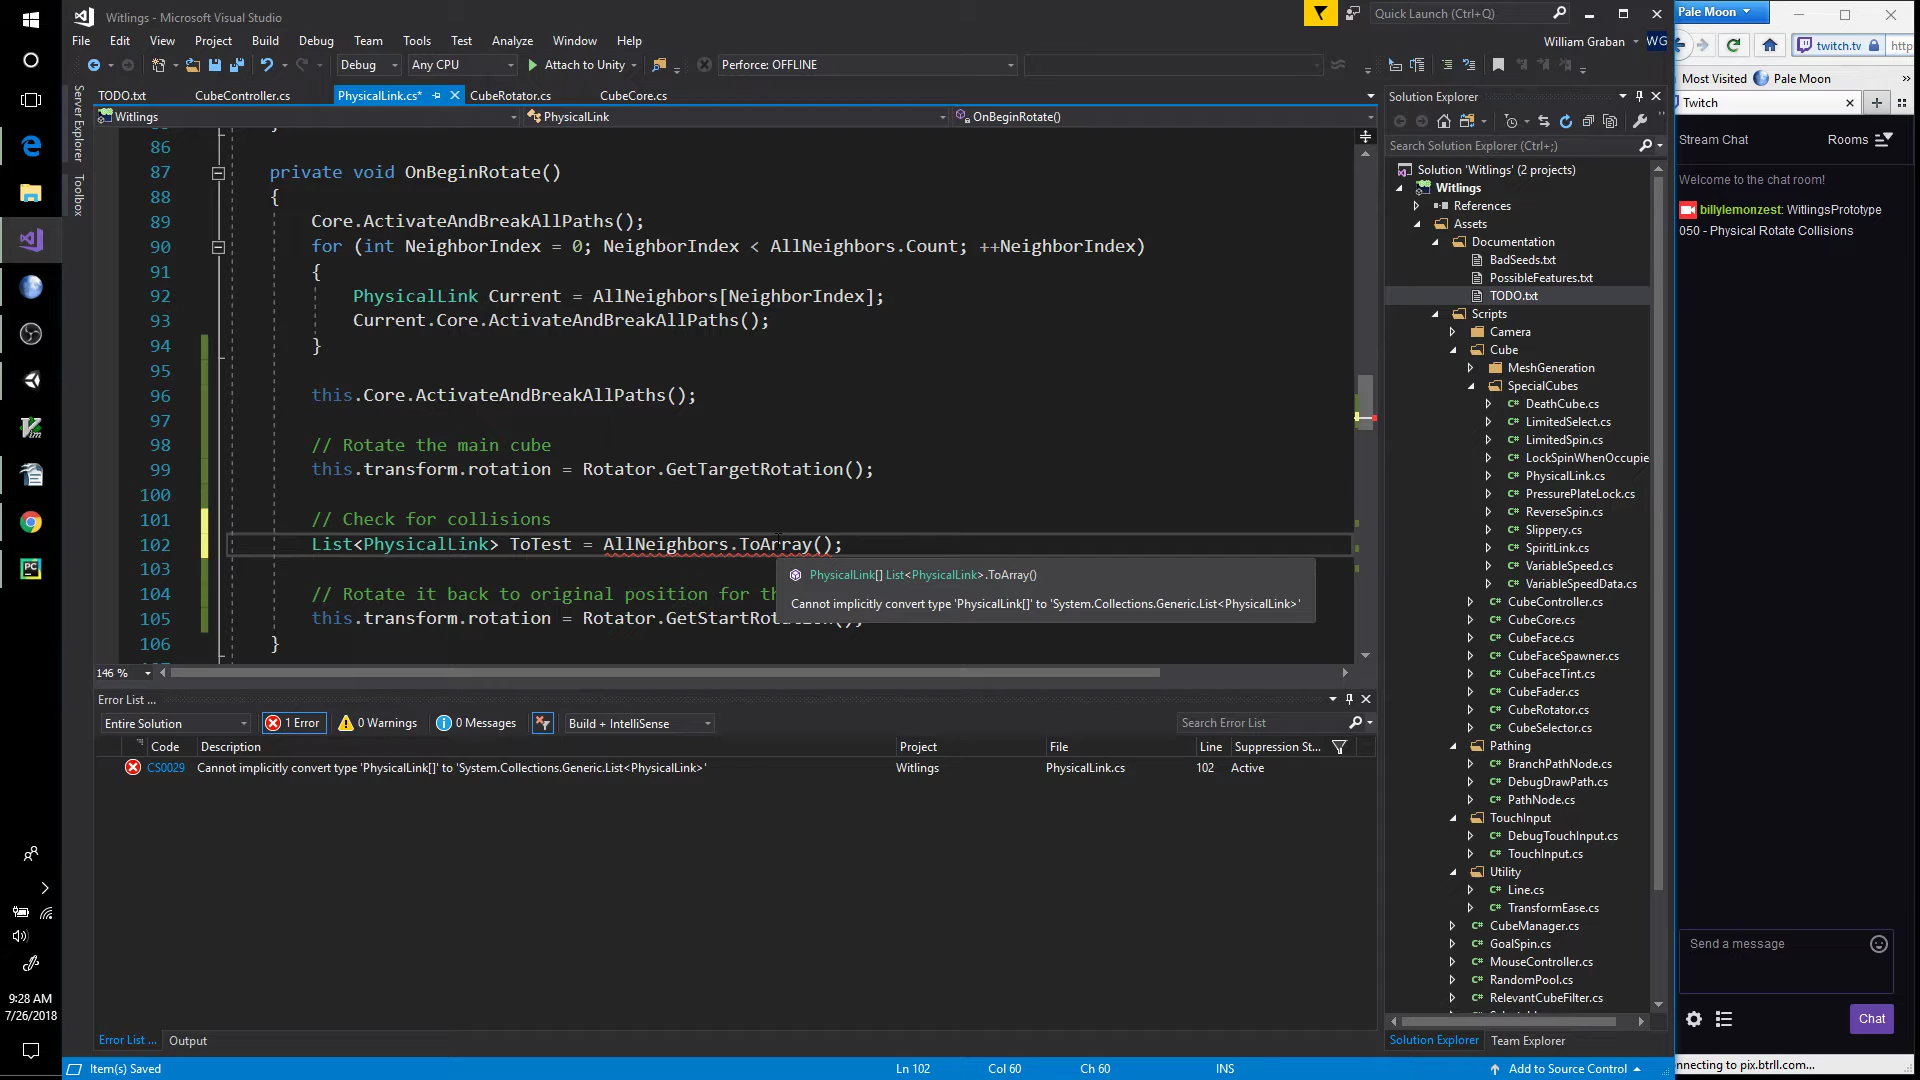 Witlings - Microsoft Visual Studio
Quick Launch (Ctrl+Q)
File Edit View Project Build Debug Team Tools Test Analyze Window Help
William Graban WG
Debug Any CPU Attach to Unity Perforce: OFFLINE
TODO.txt CubeController.cs PhysicalLink.cs* CubeRotator.cs CubeCore.cs
Witlings PhysicalLink OnBeginRotate()
Server Explorer
Toolbox
86 }
87 private void OnBeginRotate()
88 {
89 Core.ActivateAndBreakAllPaths();
90 for (int NeighborIndex = 0; NeighborIndex < AllNeighbors.Count; ++NeighborIndex)
91 {
92 PhysicalLink Current = AllNeighbors[NeighborIndex];
93 Current.Core.ActivateAndBreakAllPaths();
94 }
95
96 this.Core.ActivateAndBreakAllPaths();
97
98 // Rotate the main cube
99 this.transform.rotation = Rotator.GetTargetRotation();
100
101 // Check for collisions
102 List<PhysicalLink> ToTest = AllNeighbors.ToArray();
103
PhysicalLink[] List<PhysicalLink>.ToArray()
Cannot implicitly convert type 'PhysicalLink[]' to 'System.Collections.Generic.List<PhysicalLink>'
104 // Rotate it back to original position for th
105 this.transform.rotation = Rotator.GetStartRotation();
106 }
146 %
Error List ...
Entire Solution 1 Error 0 Warnings 0 Messages Build + IntelliSense Search Error List
Code Description Project File Line Suppression St...
CS0029 Cannot implicitly convert type 'PhysicalLink[]' to 'System.Collections.Generic.List<PhysicalLink>' Witlings PhysicalLink.cs 102 Active
Error List ... Output
Item(s) Saved Ln 102 Col 60 Ch 60 INS Add to Source Control
Solution Explorer
Search Solution Explorer (Ctrl+;)
Solution 'Witlings' (2 projects)
Witlings
References
Assets
Documentation
BadSeeds.txt
PossibleFeatures.txt
TODO.txt
Scripts
Camera
Cube
MeshGeneration
SpecialCubes
DeathCube.cs
LimitedSelect.cs
LimitedSpin.cs
LockSpinWhenOccupie
PhysicalLink.cs
PressurePlateLock.cs
ReverseSpin.cs
Slippery.cs
SpiritLink.cs
VariableSpeed.cs
VariableSpeedData.cs
CubeController.cs
CubeCore.cs
CubeFace.cs
CubeFaceSpawner.cs
CubeFaceTint.cs
CubeFader.cs
CubeRotator.cs
CubeSelector.cs
Pathing
BranchPathNode.cs
DebugDrawPath.cs
PathNode.cs
TouchInput
DebugTouchInput.cs
TouchInput.cs
Utility
Line.cs
TransformEase.cs
CubeManager.cs
GoalSpin.cs
MouseController.cs
RandomPool.cs
RelevantCubeFilter.cs
Solution Explorer Team Explorer
Pale Moon
twitch.tv http
Most Visited Pale Moon
Twitch
Stream Chat Rooms
Welcome to the chat room!
billylemonzest: WitlingsPrototype
050 - Physical Rotate Collisions
Send a message
Chat
nnecting to pix.btrll.com...
9:28 AM
7/26/2018